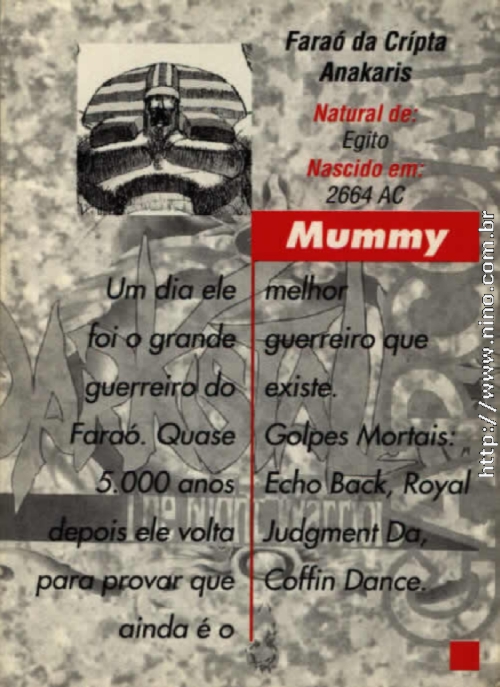 Faraó da Crípta
Anakaris
Natural de:
Egito
Nascido em:
2664 AC
Mummy
Um dia ele
foi o grande
guerreiro do
Faraó. Quase
5.000 anos
depois ele volta
para provar que
ainda é o
melhor
guerreiro que
existe.
Golpes Mortais:
Echo Back, Royal
Judgment Da,
Coffin Dance.
http://www.nino.com.br